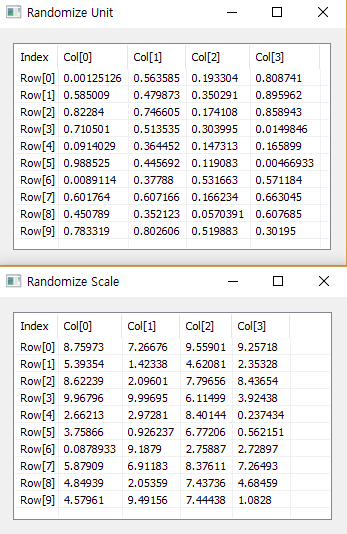 Randomize Unit
Index Col[0] Col[1] Col[2] Col[3]
Row[0] 0.00125126 0.563585 0.193304 0.808741
Row[1] 0.585009 0.479873 0.350291 0.895962
Row[2] 0.82284 0.746605 0.174108 0.858943
Row[3] 0.710501 0.513535 0.303995 0.0149846
Row[4] 0.0914029 0.364452 0.147313 0.165899
Row[5] 0.988525 0.445692 0.119083 0.00466933
Row[6] 0.0089114 0.37788 0.531663 0.571184
Row[7] 0.601764 0.607166 0.166234 0.663045
Row[8] 0.450789 0.352123 0.0570391 0.607685
Row[9] 0.783319 0.802606 0.519883 0.30195
Randomize Scale
Index Col[0] Col[1] Col[2] Col[3]
Row[0] 8.75973 7.26676 9.55901 9.25718
Row[1] 5.39354 1.42338 4.62081 2.35328
Row[2] 8.62239 2.09601 7.79656 8.43654
Row[3] 9.96796 9.99695 6.11499 3.92438
Row[4] 2.66213 2.97281 8.40144 0.237434
Row[5] 3.75866 0.926237 6.77206 0.562151
Row[6] 0.0878933 9.1879 2.75887 2.72897
Row[7] 5.87909 6.91183 8.37611 7.26493
Row[8] 4.84939 2.05359 7.43736 4.68459
Row[9] 4.57961 9.49156 7.44438 1.0828